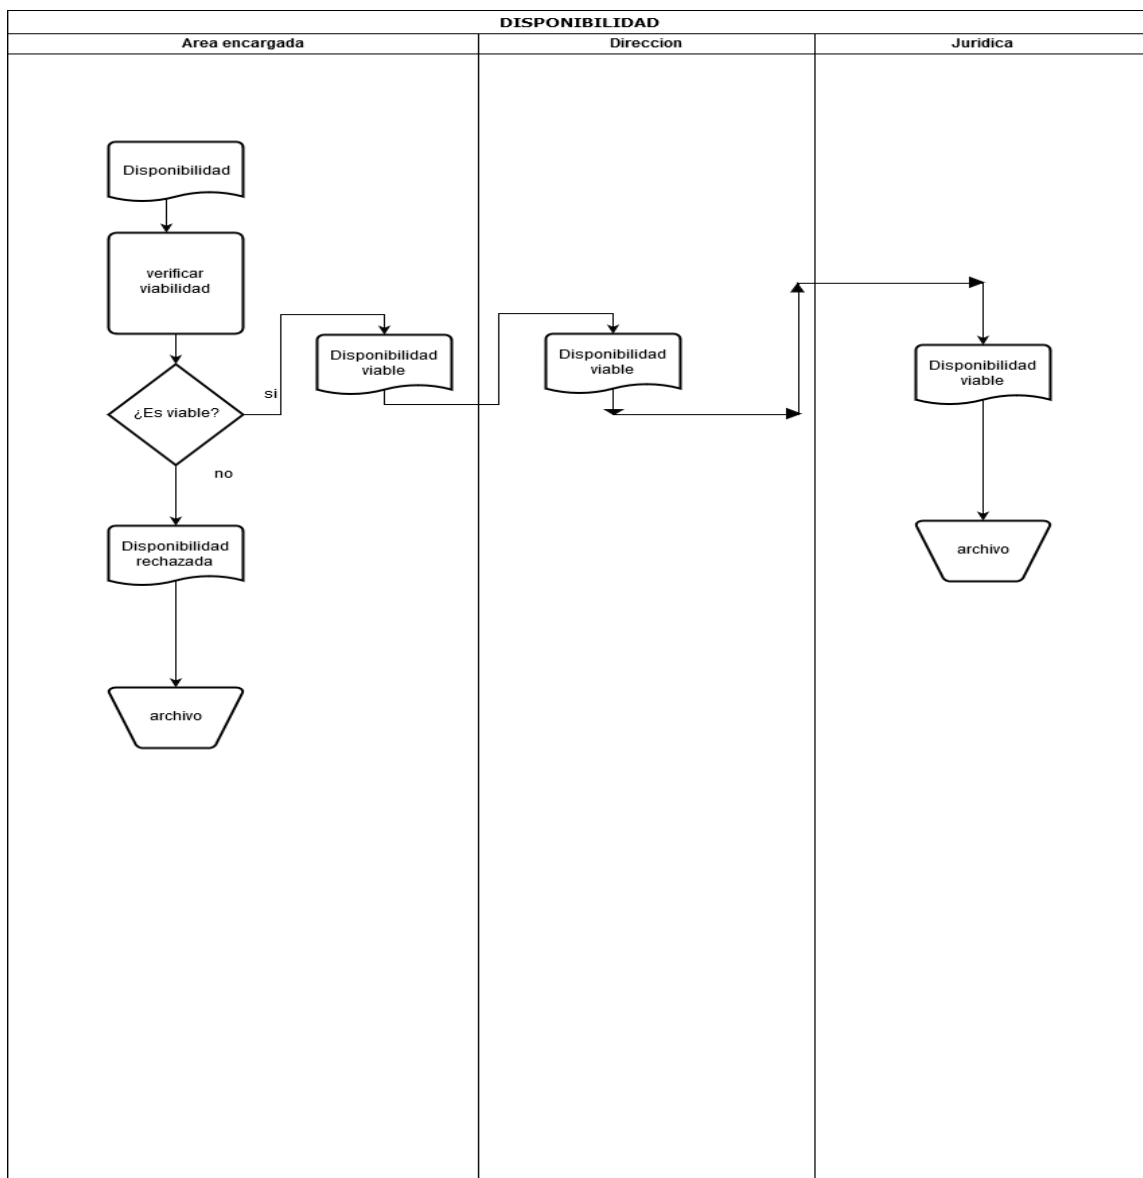 DISPONIBILIDAD
Area encargada
Direccion
Juridica
Disponibilidad
verificar
viabilidad
¿Es viable?
si
no
Disponibilidad
viable
Disponibilidad
rechazada
archivo
Disponibilidad
viable
Disponibilidad
viable
archivo